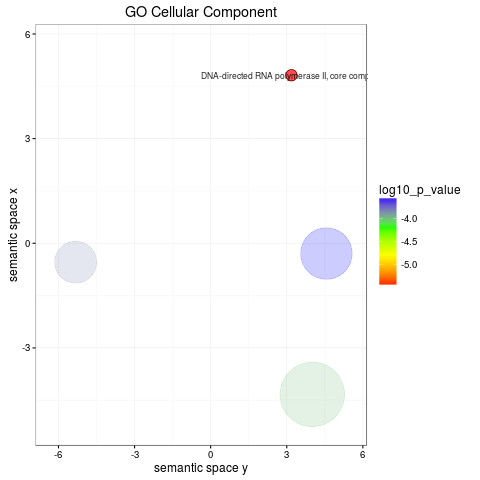 GO Cellular Component
6
3
0
-3
semantic space x
DNA-directed RNA polymerase II, core comp
-6
-3
0
3
6
semantic space y
log10_p_value
-4.0
-4.5
-5.0